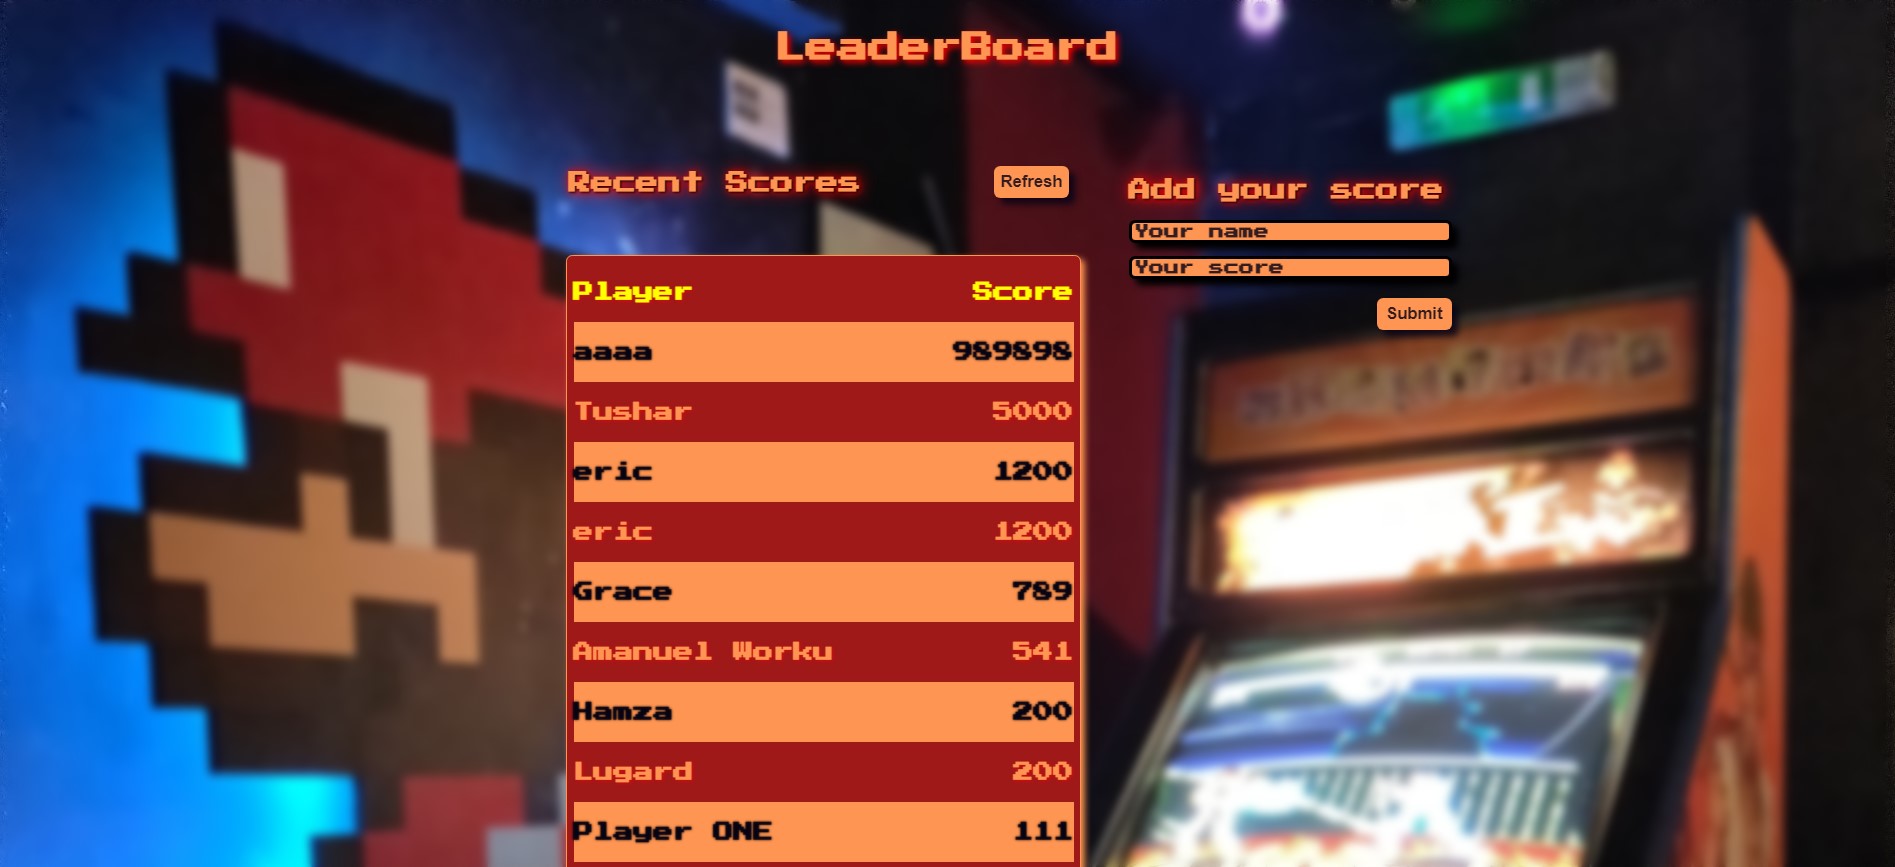 LeaderBoard
Recent Scores
Refresh
Player Score
aaaa 989898
Tushar 5000
eric 1200
eric 1200
Grace 789
Amanuel Worku 541
Hamza 200
Lugard 200
Player ONE 111
Add your score
Your name
Your score
Submit